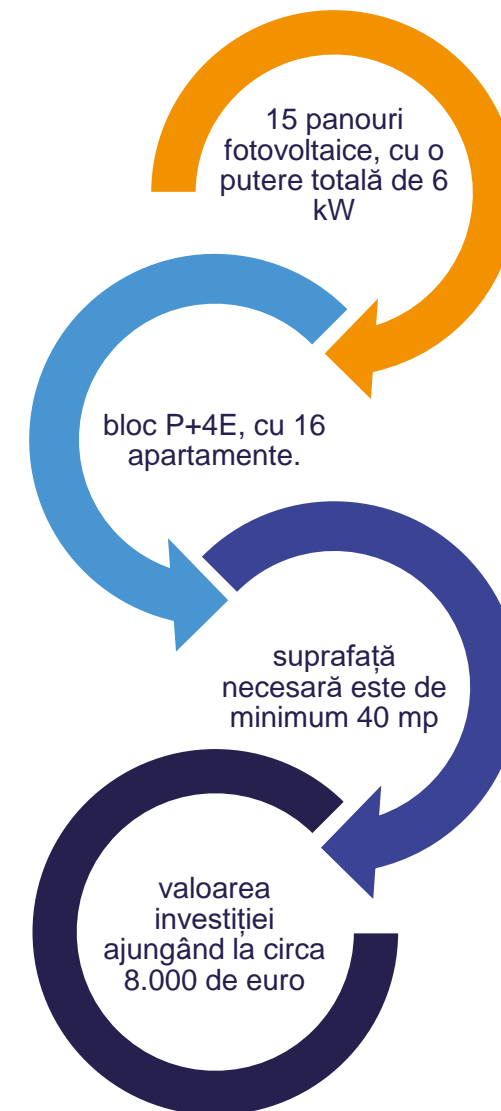 15 panouri
fotovoltaice, cu o
putere totală de 6
kW
bloc P+4E, cu 16
apartamente.
suprafață
necesară este de
minimum 40 mp
valoarea
investiției
ajungând la circa
8.000 de euro